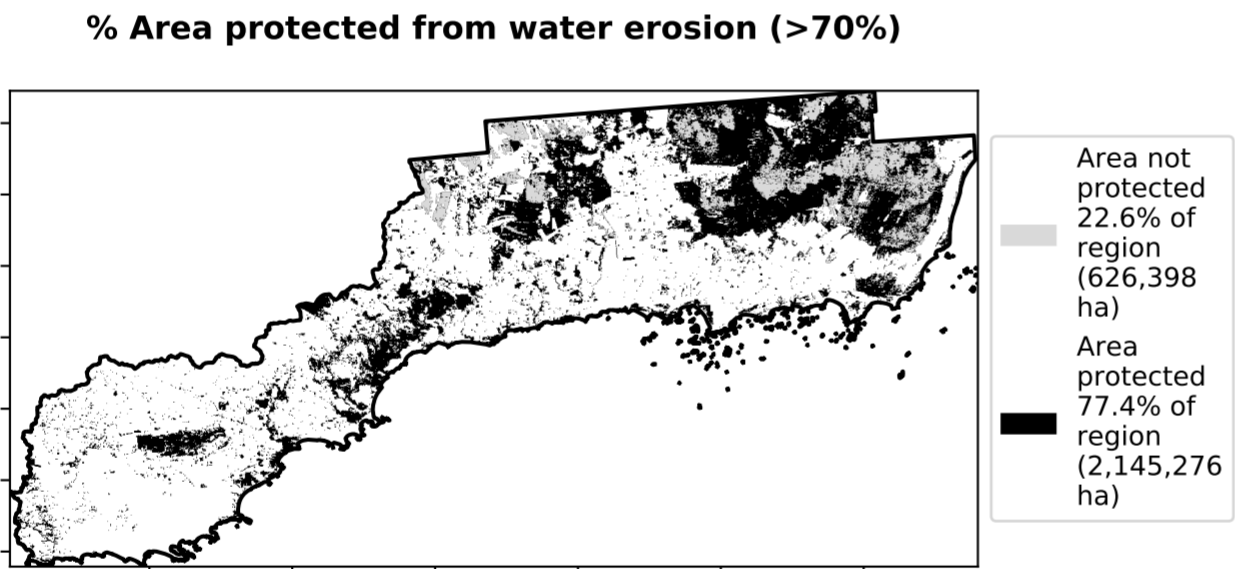 % Area protected from water erosion (>70%)
Area not
protected
22.6% of
region
(626,398
ha)
Area
protected
77.4% of
region
(2,145,276
ha)